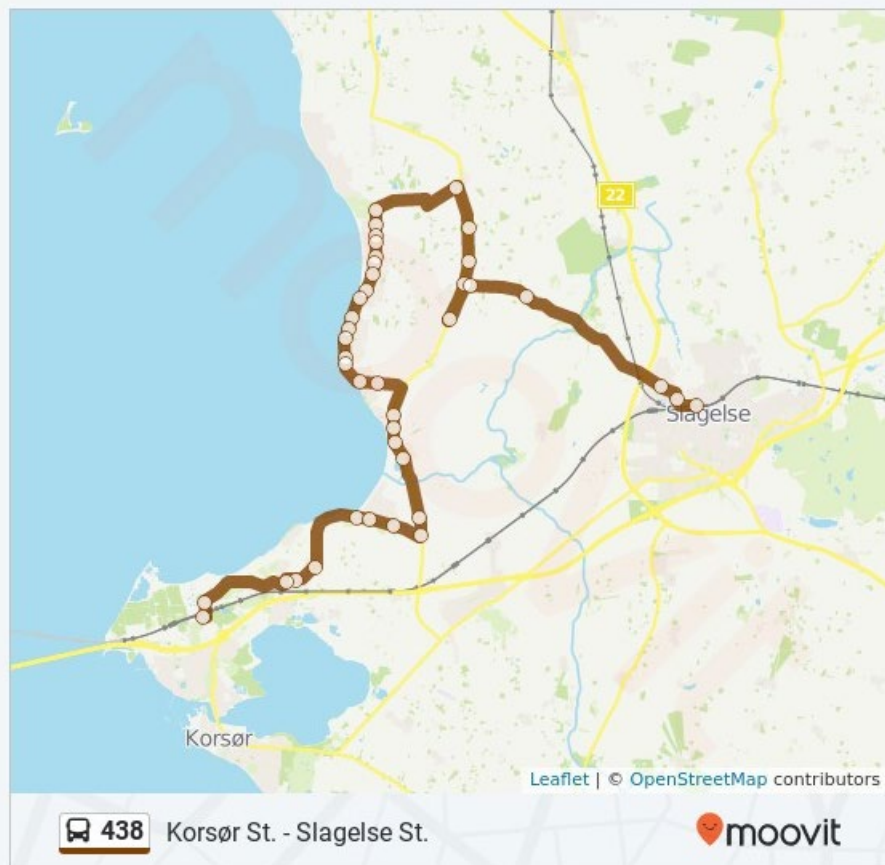 22
Slagelse
Korsør
Leaflet | © OpenStreetMap contributors
438 Korsør St. - Slagelse St.
moovit